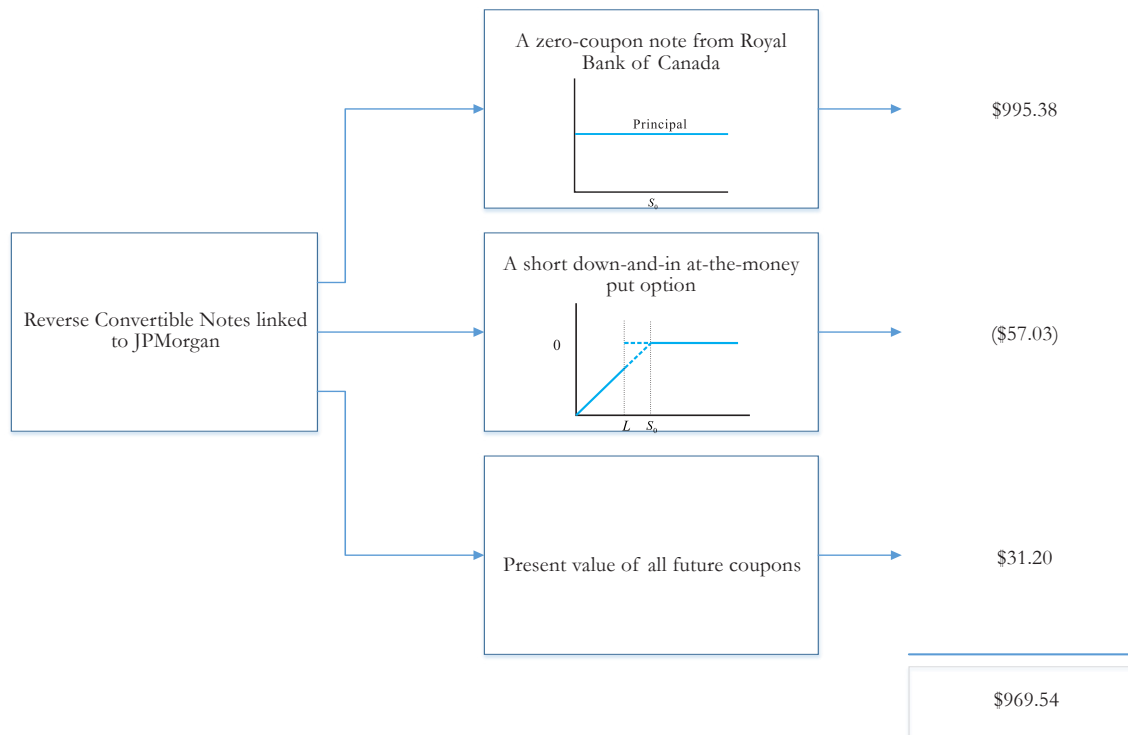 A zero-coupon note from Royal
Bank of Canada
Principal
S₀
$995.38
Reverse Convertible Notes linked
to JPMorgan
A short down-and-in at-the-money
put option
0
L S₀
($57.03)
Present value of all future coupons
$31.20
$969.54